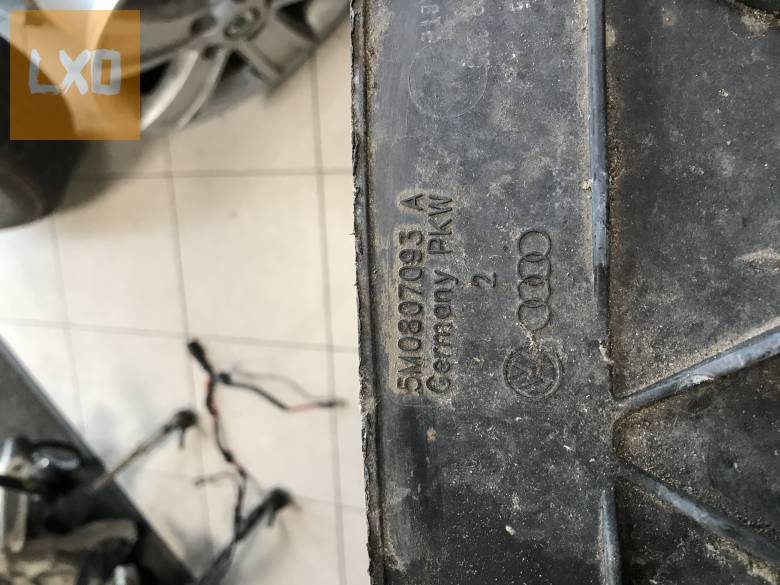 LXO
5M0807093 A
Germany PKW
2